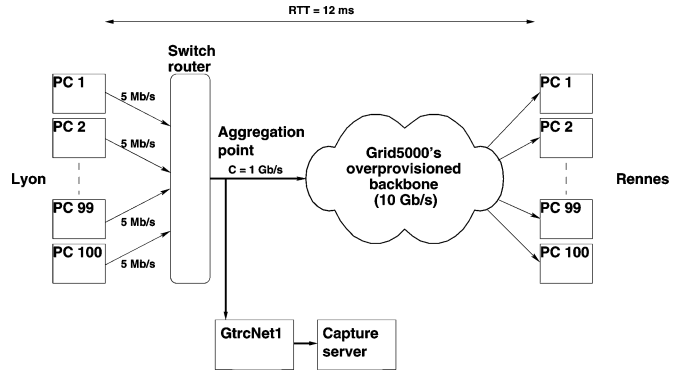 RTT = 12 ms
Switch
router
PC 1
5 Mb/s
PC 2
5 Mb/s
Lyon
PC 99
5 Mb/s
PC 100
5 Mb/s
Aggregation
point
C = 1 Gb/s
Grid5000's
overprovisioned
backbone
(10 Gb/s)
PC 1
PC 2
Rennes
PC 99
PC 100
GtrcNet1
Capture
server